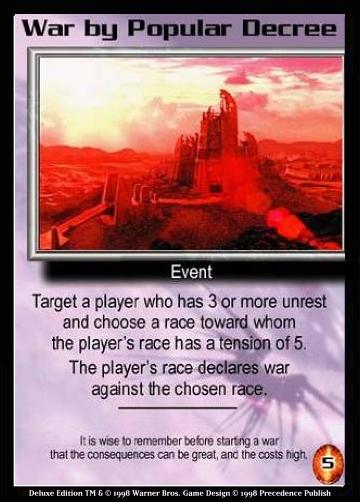 War by Popular Decree
Event
Target a player who has 3 or more unrest
and choose a race toward whom
the player's race has a tension of 5.
The player's race declares war
against the chosen race.
It is wise to remember before starting a war
that the consequences can be great, and the costs high.
5
Deluxe Edition TM & © 1998 Warner Bros. Game Design © 1998 Precedence Publish